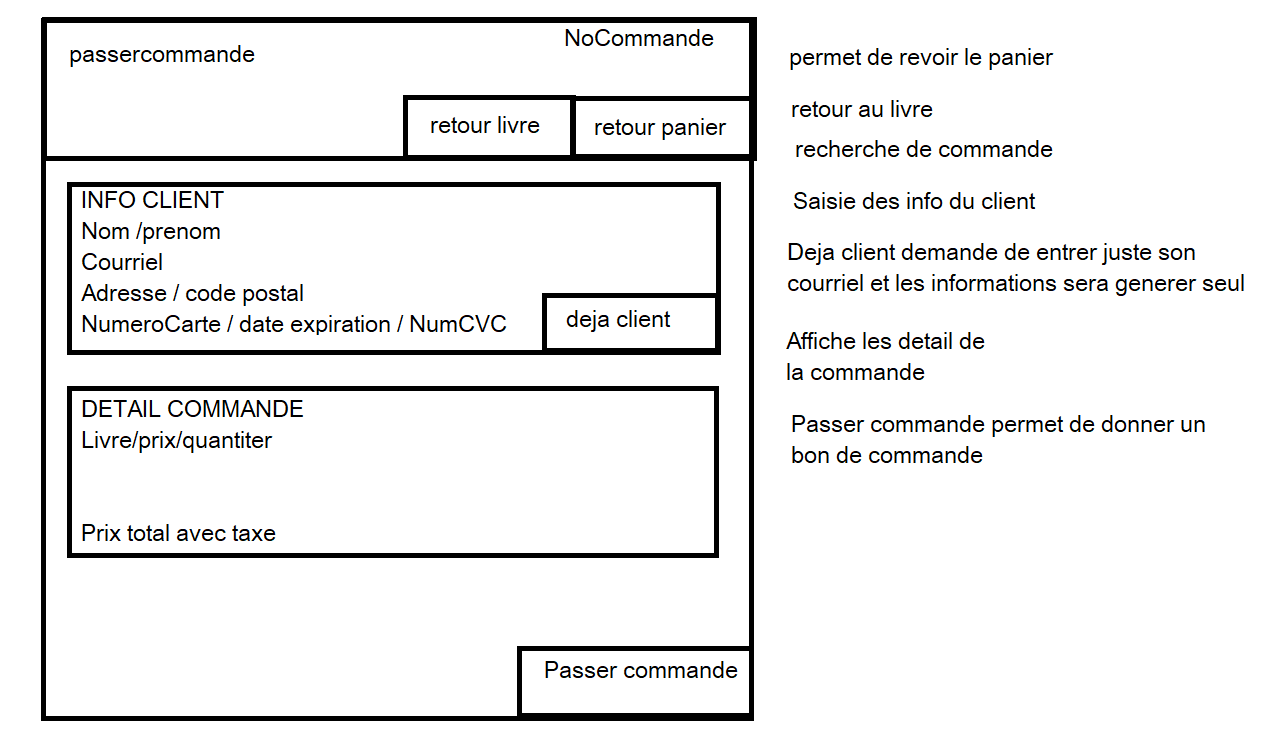 passercommande
NoCommande
retour livre
retour panier
INFO CLIENT
Nom /prenom
Courriel
Adresse / code postal
NumeroCarte / date expiration / NumCVC
deja client
DETAIL COMMANDE
Livre/prix/quantiter
Prix total avec taxe
Passer commande
permet de revoir le panier
retour au livre
recherche de commande
Saisie des info du client
Deja client demande de entrer juste son
courriel et les informations sera generer seul
Affiche les detail de
la commande
Passer commande permet de donner un
bon de commande